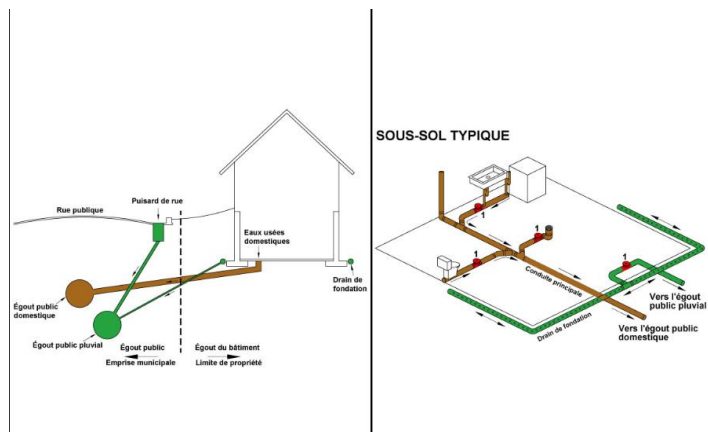 Puisard de rue
Rue publique
Eaux usées
domestiques
Drain de
fondation
Égout public
domestique
Égout public pluvial
Égout public
Emprise municipale
Égout du bâtiment
Limite de propriété
SOUS-SOL TYPIQUE
1
1
1
1
Conduite principale
Drain de fondation
Vers l'égout
public pluvial
Vers l'égout public
domestique